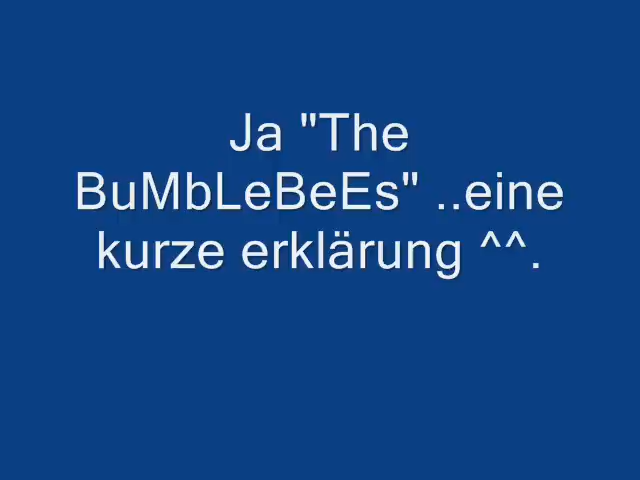 Ja "The
BuMbLeBeEs" ..eine
kurze erklärung ^^.